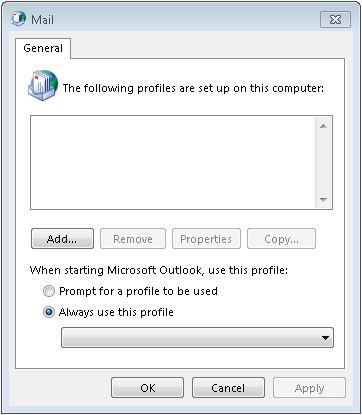 Mail
General
The following profiles are set up on this computer:
Add... Remove Properties Copy...
When starting Microsoft Outlook, use this profile:
Prompt for a profile to be used
Always use this profile
OK Cancel Apply